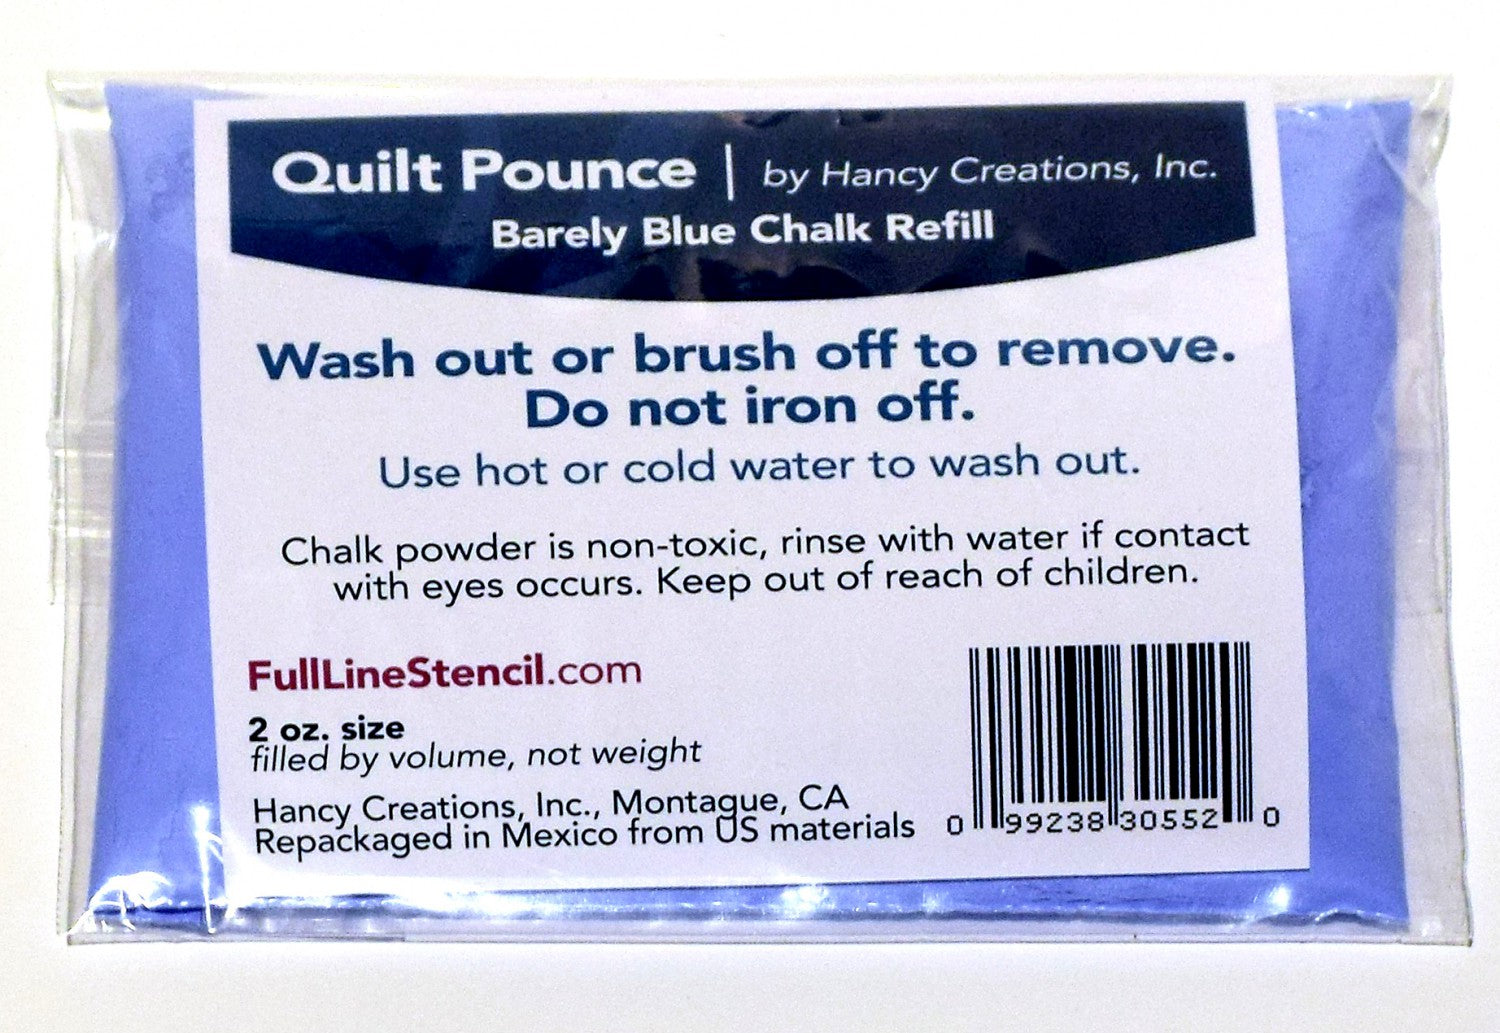 Quilt Pounce | by Hancy Creations, Inc.
Barely Blue Chalk Refill
Wash out or brush off to remove.
Do not iron off.
Use hot or cold water to wash out.
Chalk powder is non-toxic, rinse with water if contact
with eyes occurs. Keep out of reach of children.
FullLineStencil.com
2 oz. size
filled by volume, not weight
Hancy Creations, Inc., Montague, CA
Repackaged in Mexico from US materials
0 99238 30552 0